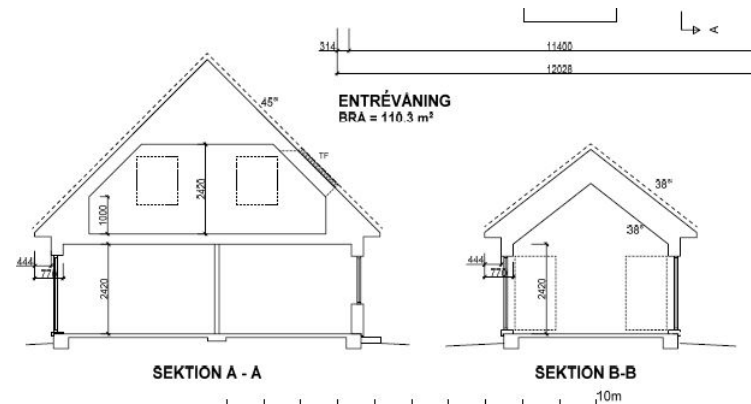 A
314
11400
12028
ENTRÉVÅNING
BRA = 110.3 m²
45°
TF
2420
1000
444
770
2420
SEKTION A - A
38°
38°
444
770
2420
SEKTION B-B
10m